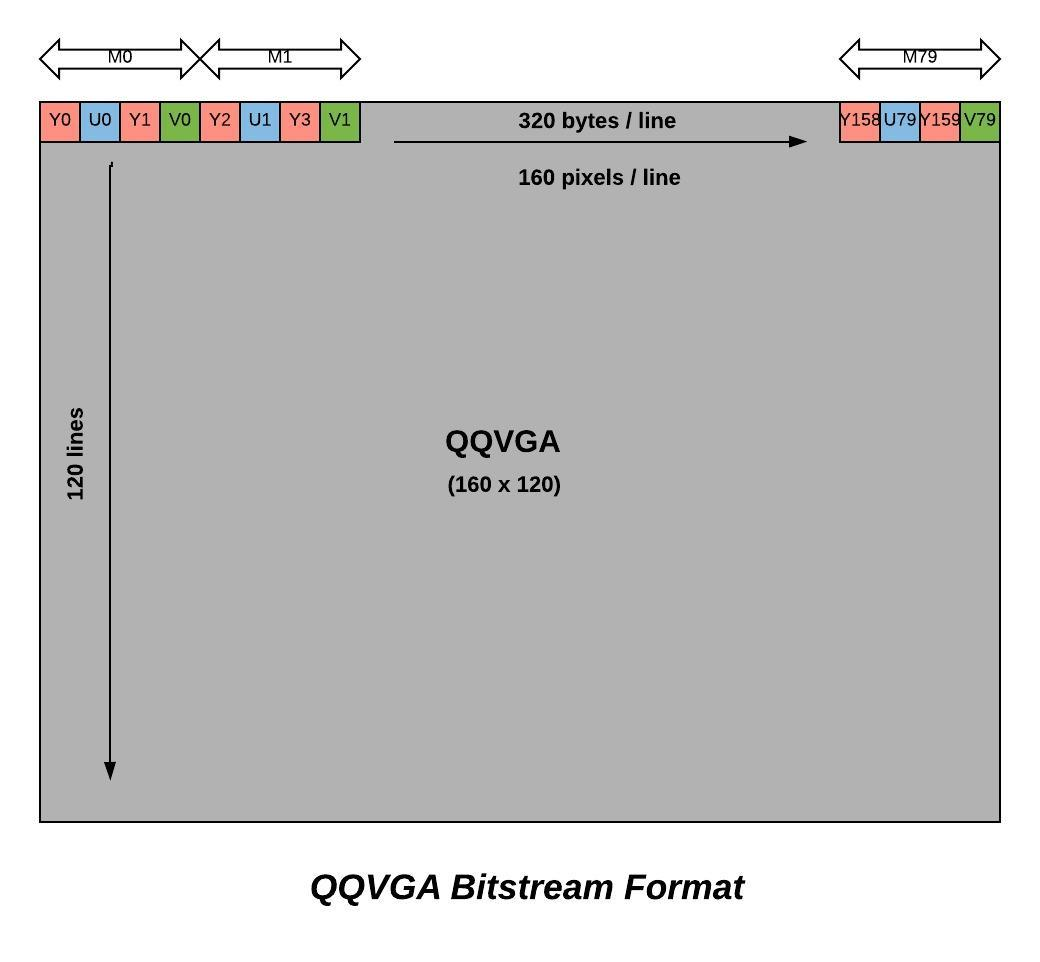 M0 M1 M79
Y0 U0 Y1 V0 Y2 U1 Y3 V1 Y158 U79 Y159 V79
320 bytes / line
160 pixels / line
120 lines
QQVGA
(160 x 120)
QQVGA Bitstream Format